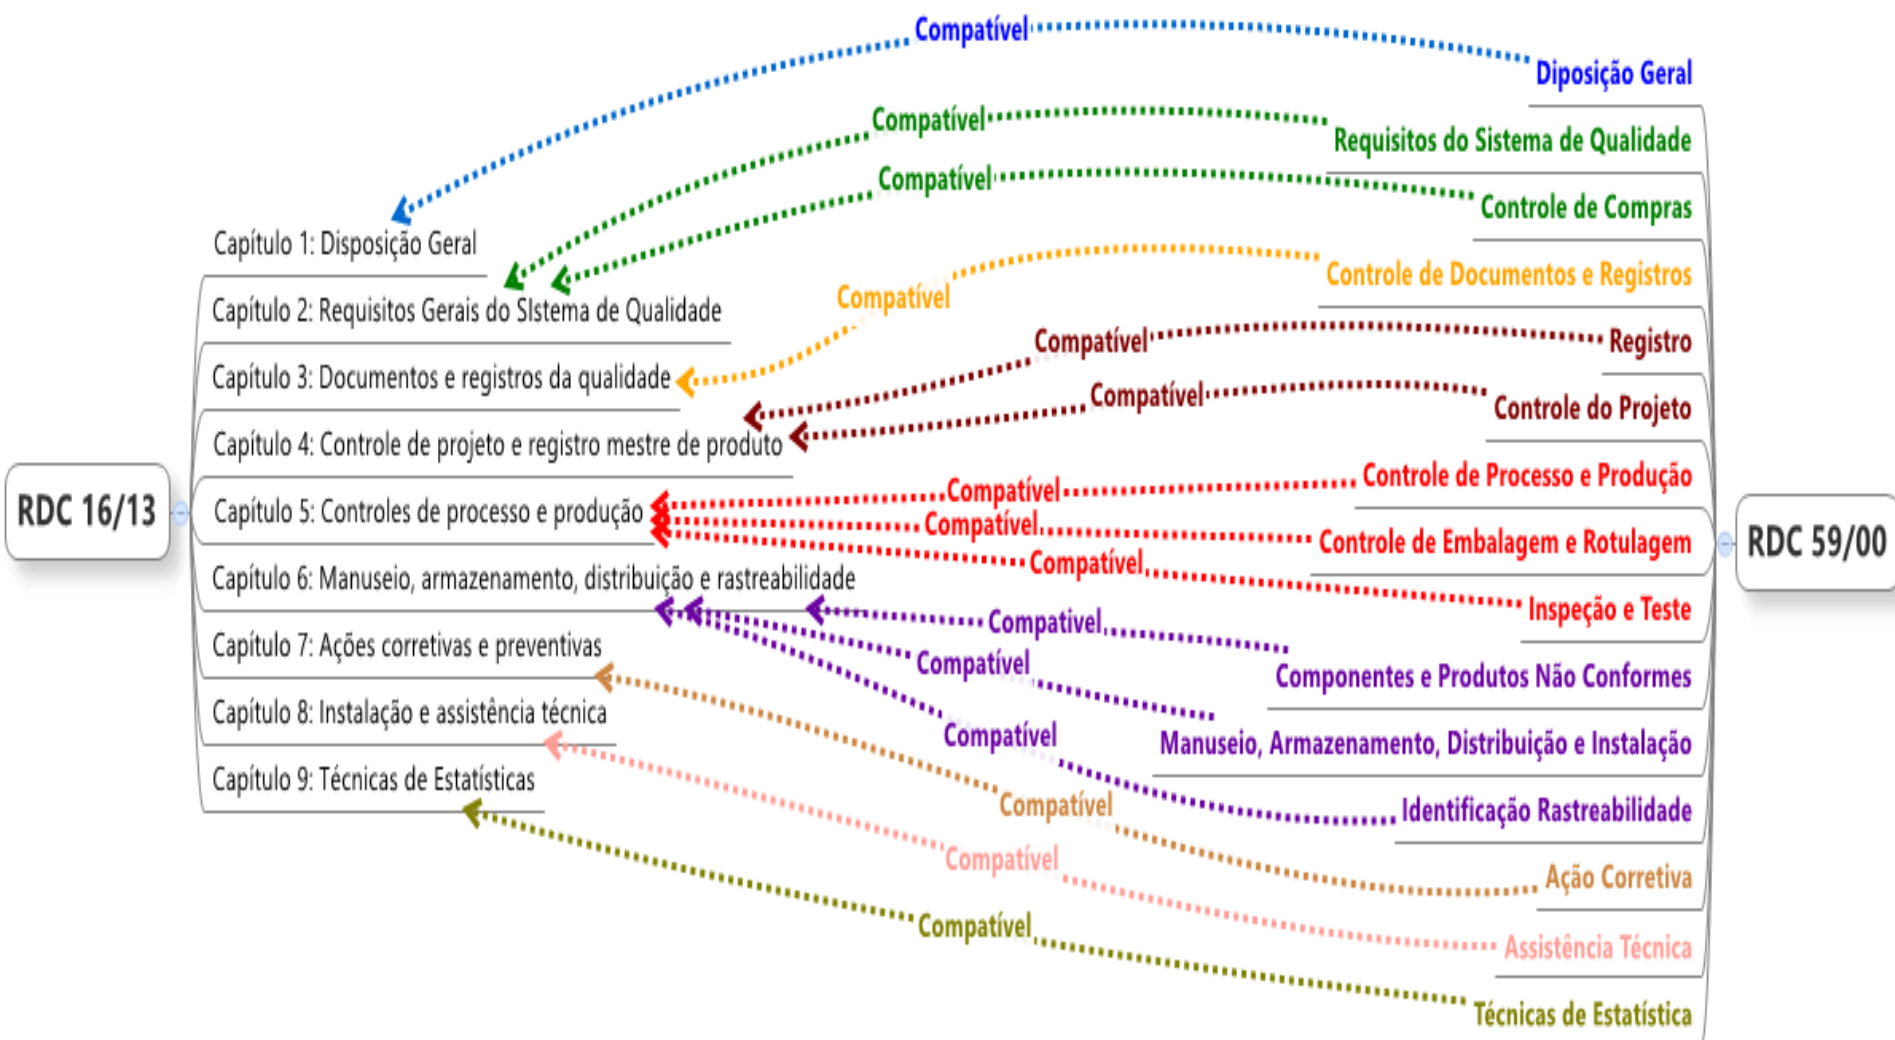 RDC 16/13
Capítulo 1: Disposição Geral
Capítulo 2: Requisitos Gerais do SIstema de Qualidade
Capítulo 3: Documentos e registros da qualidade
Capítulo 4: Controle de projeto e registro mestre de produto
Capítulo 5: Controles de processo e produção
Capítulo 6: Manuseio, armazenamento, distribuição e rastreabilidade
Capítulo 7: Ações corretivas e preventivas
Capítulo 8: Instalação e assistência técnica
Capítulo 9: Técnicas de Estatísticas
Compatível
Compatível
Compatível
Compatível
Compatível
Compatível
Compatível
Compatível
Compatível
Compativel
Compatível
Compatível
Compatível
Compatível
Compatível
Diposição Geral
Requisitos do Sistema de Qualidade
Controle de Compras
Controle de Documentos e Registros
Registro
Controle do Projeto
Controle de Processo e Produção
Controle de Embalagem e Rotulagem
Inspeção e Teste
Componentes e Produtos Não Conformes
Manuseio, Armazenamento, Distribuição e Instalação
Identificação Rastreabilidade
Ação Corretiva
Assistência Técnica
Técnicas de Estatística
RDC 59/00